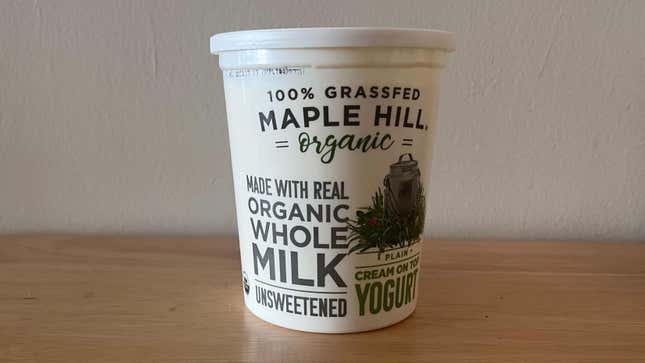 100% GRASSFED
MAPLE HILL.
organic
MADE WITH REAL
ORGANIC
WHOLE
MILK
UNSWEETENED
PLAIN
CREAM ON TOP
YOGURT